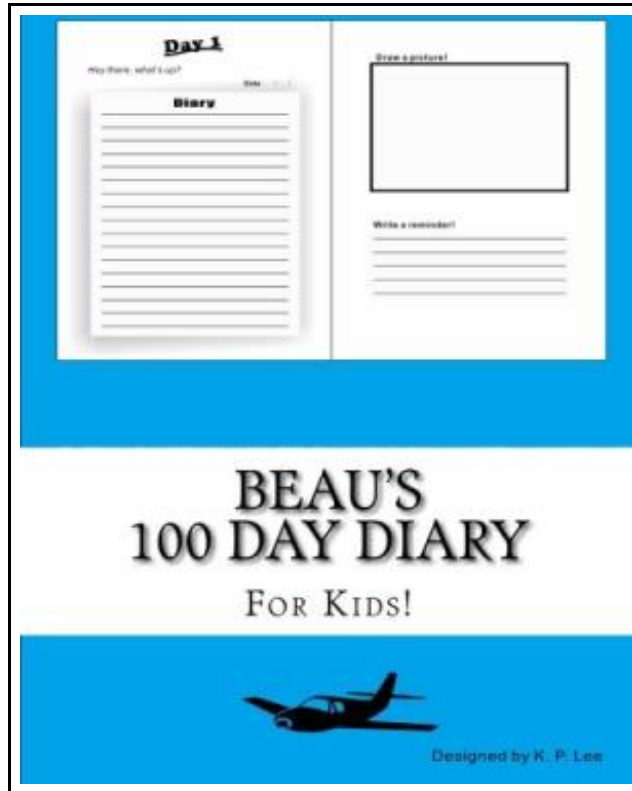 Day 1
Hey there, what's up?
Date
Diary
Draw a picture!
Write a reminder!
BEAU'S
100 DAY DIARY
FOR KIDS!
Designed by K. P. Lee